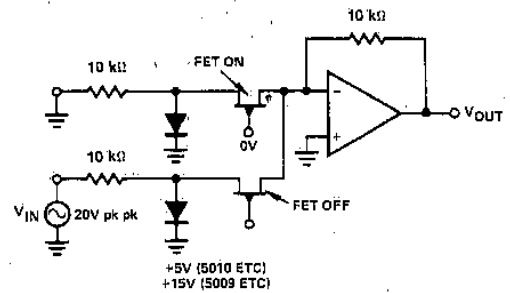 10 kΩ
10 kΩ
FET ON
0V
−
+
VOUT
10 kΩ
VIN
20V pk pk
FET OFF
+5V (5010 ETC)
+15V (5009 ETC)